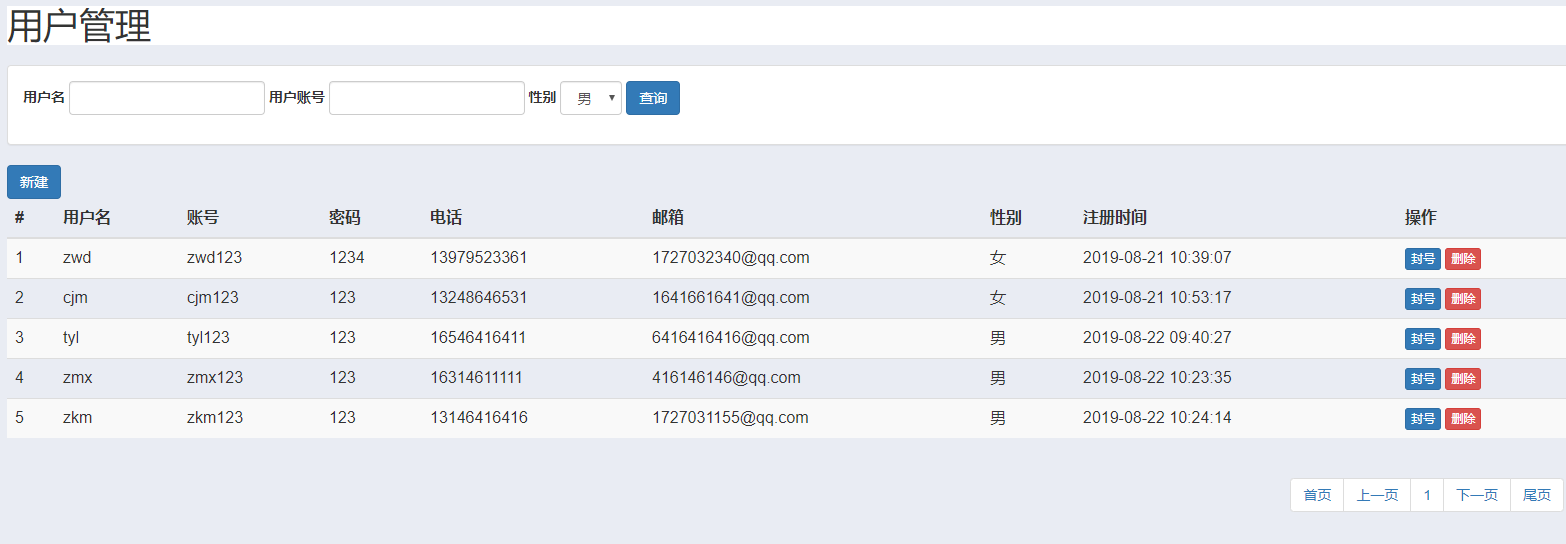 用户管理
用户名 用户账号 性别 男 查询
新建
# 用户名 账号 密码 电话 邮箱 性别 注册时间 操作
1 zwd zwd123 1234 13979523361 1727032340@qq.com 女 2019-08-21 10:39:07 封号 删除
2 cjm cjm123 123 13248646531 1641661641@qq.com 女 2019-08-21 10:53:17 封号 删除
3 tyl tyl123 123 16546416411 6416416416@qq.com 男 2019-08-22 09:40:27 封号 删除
4 zmx zmx123 123 16314611111 416146146@qq.com 男 2019-08-22 10:23:35 封号 删除
5 zkm zkm123 123 13146416416 1727031155@qq.com 男 2019-08-22 10:24:14 封号 删除
首页 上一页 1 下一页 尾页